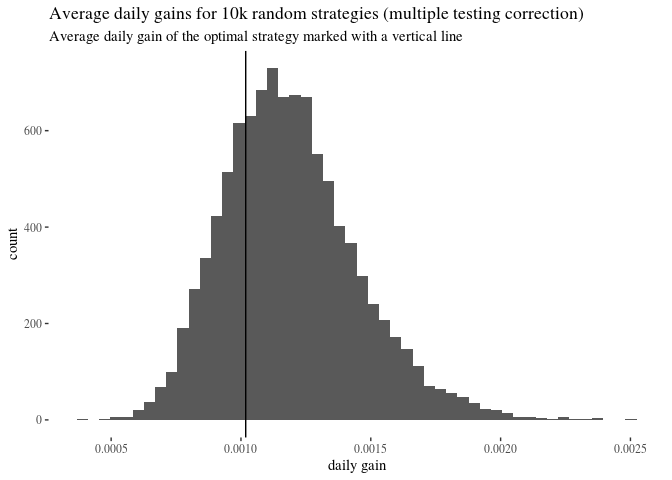 Average daily gains for 10k random strategies (multiple testing correction)
Average daily gain of the optimal strategy marked with a vertical line
600
400
200
0
count
0.0005 0.0010 0.0015 0.0020 0.0025
daily gain